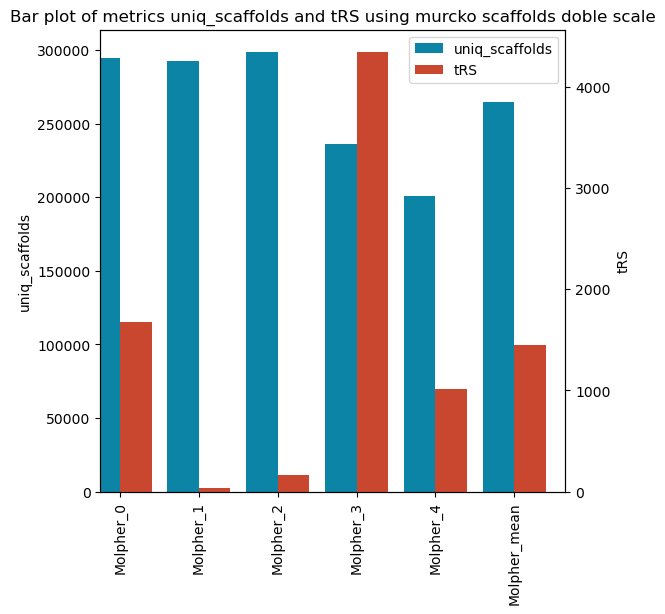 Bar plot of metrics uniq_scaffolds and tRS using murcko scaffolds doble scale
uniq_scaffolds
tRS
300000
250000
200000
150000
100000
50000
0
uniq_scaffolds
4000
3000
2000
1000
0
tRS
Molpher_0
Molpher_1
Molpher_2
Molpher_3
Molpher_4
Molpher_mean